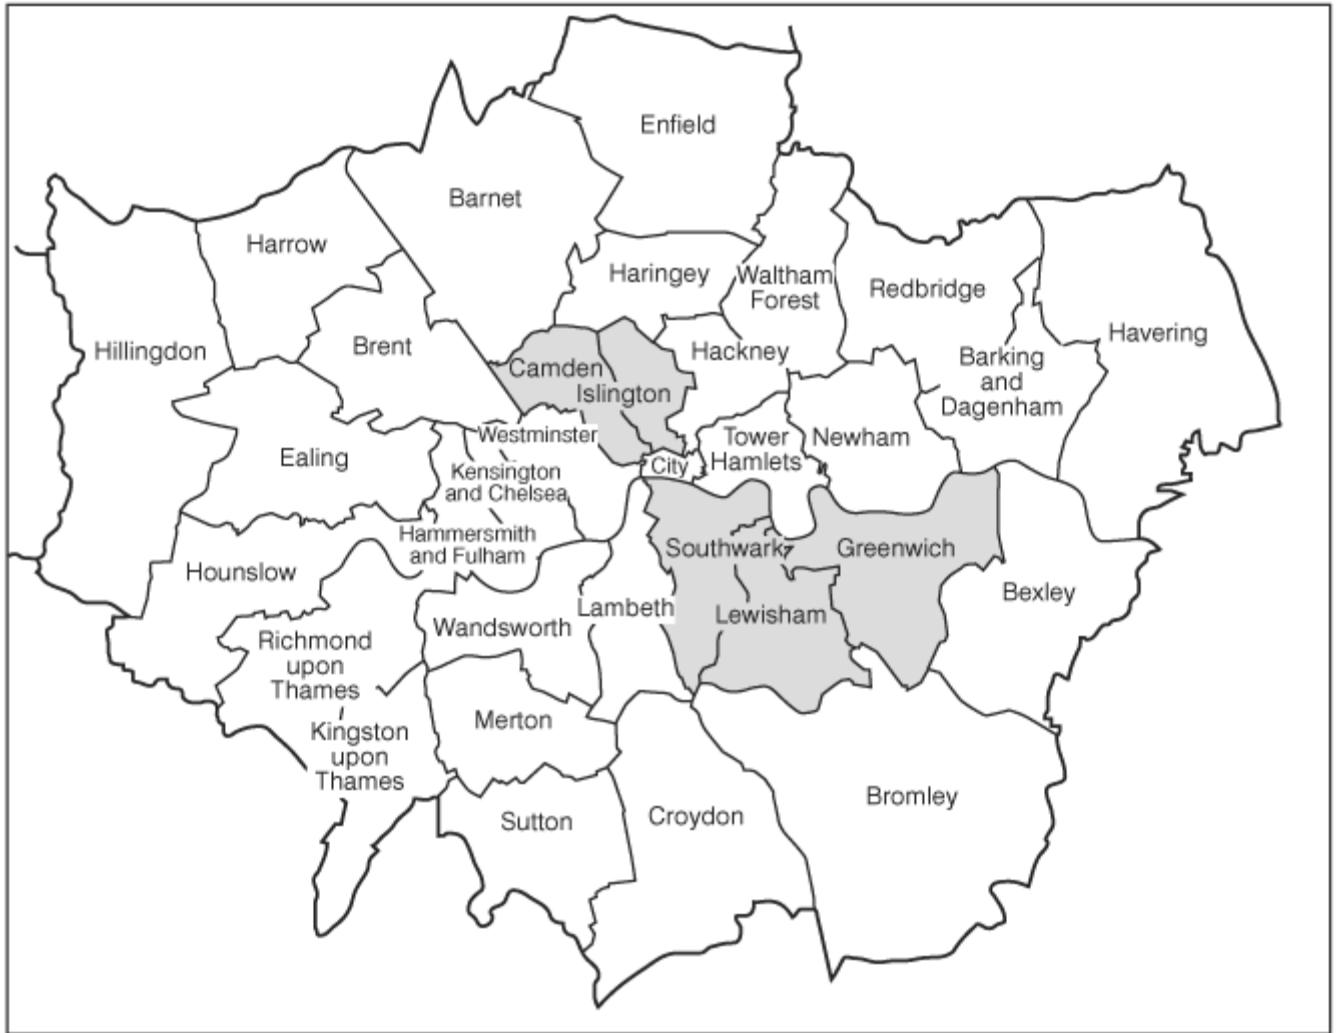 Enfield
Barnet
Harrow
Haringey
Waltham
Forest
Redbridge
Havering
Hillingdon
Brent
Hackney
Camden
Islington
Barking
and
Dagenham
Ealing
Westminster
Tower
Hamlets
Newham
City
Kensington
and Chelsea
Hammersmith
and Fulham
Southwark
Greenwich
Hounslow
Bexley
Lambeth
Lewisham
Wandsworth
Richmond
upon
Thames
Merton
Kingston
upon
Thames
Bromley
Sutton
Croydon